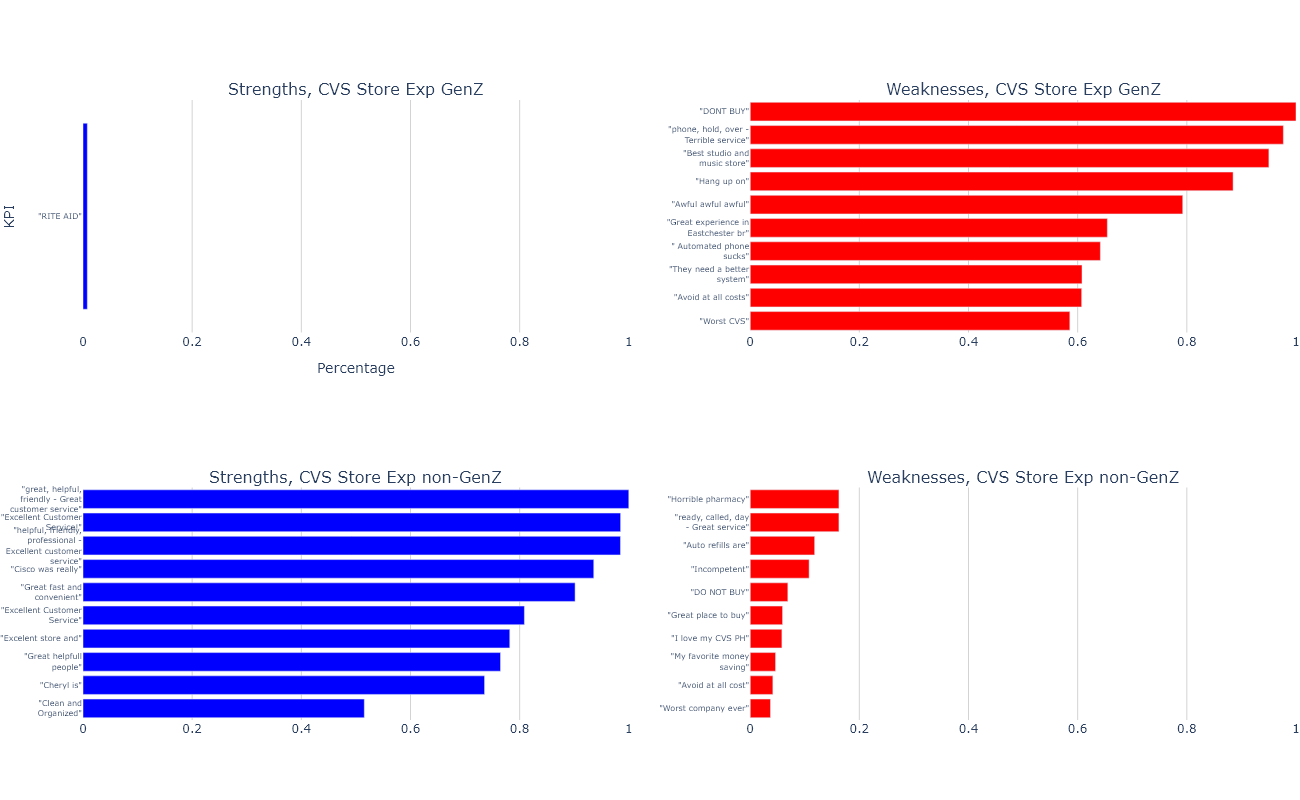 Strengths, CVS Store Exp GenZ
KPI
"RITE AID"
0 0.2 0.4 0.6 0.8 1
Percentage
Weaknesses, CVS Store Exp GenZ
"DONT BUY"
"phone, hold, over -
Terrible service"
"Best studio and
music store"
"Hang up on"
"Awful awful awful"
"Great experience in
Eastchester br"
" Automated phone
sucks"
"They need a better
system"
"Avoid at all costs"
"Worst CVS"
0 0.2 0.4 0.6 0.8 1
Strengths, CVS Store Exp non-GenZ
"great, helpful,
friendly - Great
customer service"
"Excellent Customer
Service!"
"helpful, friendly,
professional -
Excellent customer
service"
"Cisco was really"
"Great fast and
convenient"
"Excellent Customer
Service"
"Excelent store and"
"Great helpfull
people"
"Cheryl is"
"Clean and
Organized"
0 0.2 0.4 0.6 0.8 1
Weaknesses, CVS Store Exp non-GenZ
"Horrible pharmacy"
"ready, called, day
- Great service"
"Auto refills are"
"Incompetent"
"DO NOT BUY"
"Great place to buy"
"I love my CVS PH"
"My favorite money
saving"
"Avoid at all cost"
"Worst company ever"
0 0.2 0.4 0.6 0.8 1